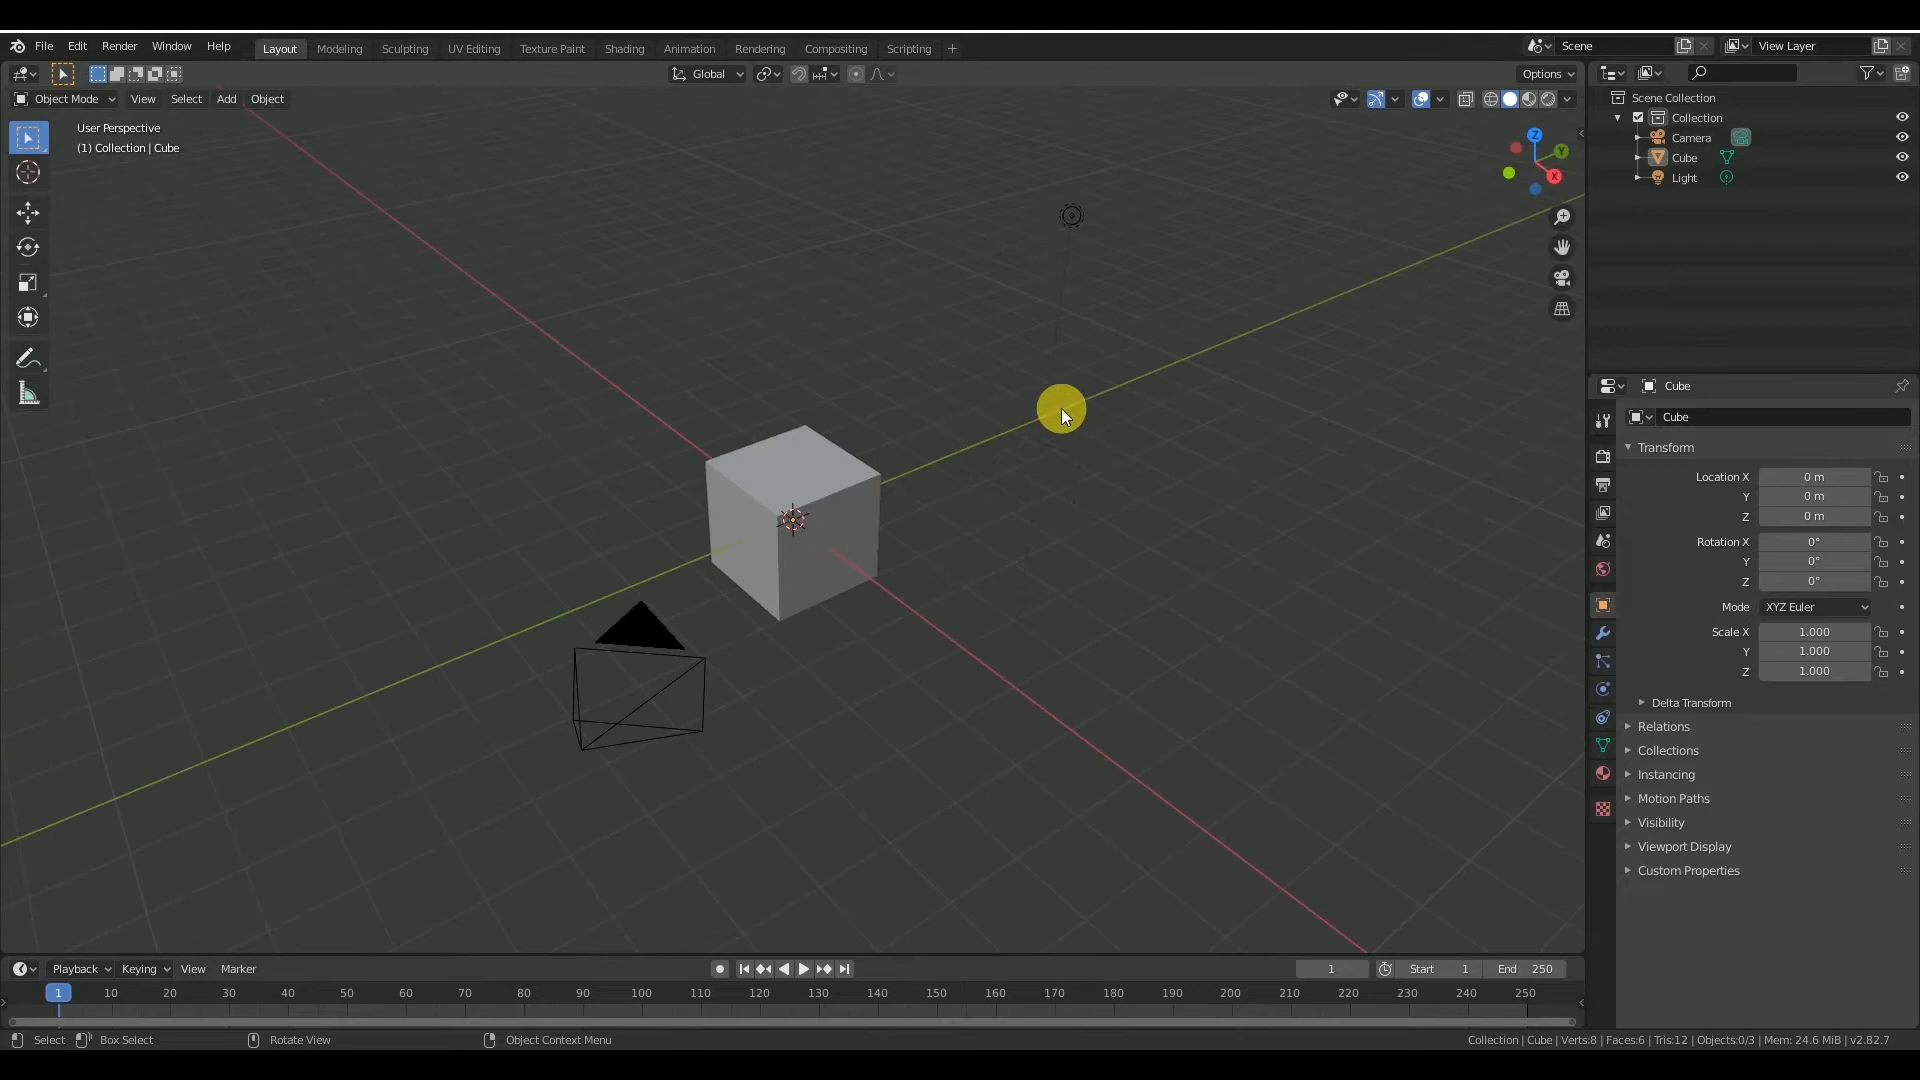 File Edit Render Window Help Layout Modeling Sculpting UV Editing Texture Paint Shading Animation Rendering Compositing Scripting + Scene View Layer
Global Options
Object Mode View Select Add Object
Scene Collection
Collection
Camera
Cube
Light
User Perspective
(1) Collection | Cube
Z
Y
X
Cube
Cube
Transform
Location X 0 m
Y 0 m
Z 0 m
Rotation X 0°
Y 0°
Z 0°
Mode XYZ Euler
Scale X 1.000
Y 1.000
Z 1.000
Delta Transform
Relations
Collections
Instancing
Motion Paths
Visibility
Viewport Display
Custom Properties
Playback Keying View Marker 1 Start 1 End 250
1 10 20 30 40 50 60 70 80 90 100 110 120 130 140 150 160 170 180 190 200 210 220 230 240 250
Select Box Select Rotate View Object Context Menu Collection | Cube | Verts:8 | Faces:6 | Tris:12 | Objects:0/3 | Mem: 24.6 MiB | v2.82.7